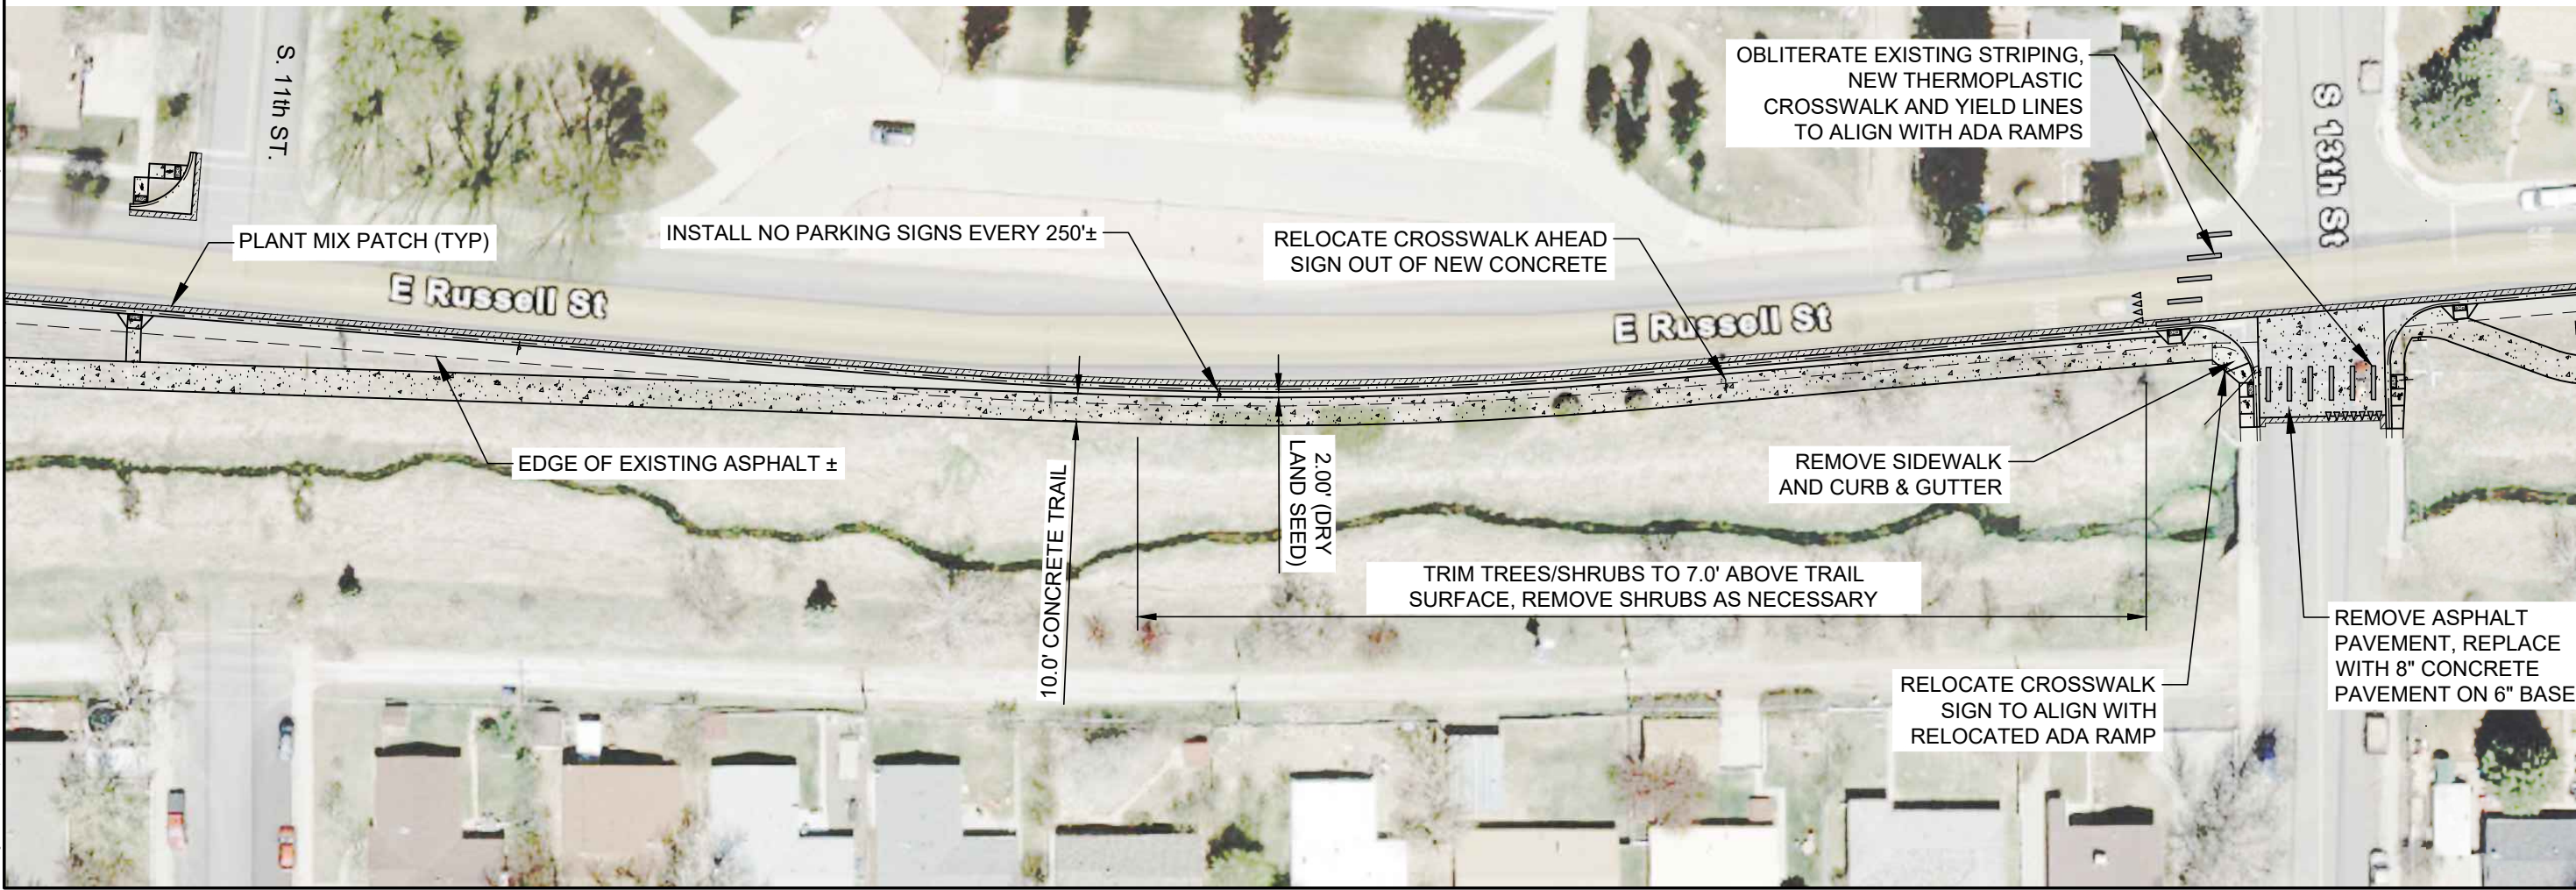 S. 11th ST.
PLANT MIX PATCH (TYP)
E Russell St
INSTALL NO PARKING SIGNS EVERY 250'±
RELOCATE CROSSWALK AHEAD
SIGN OUT OF NEW CONCRETE
OBLITERATE EXISTING STRIPING,
NEW THERMOPLASTIC
CROSSWALK AND YIELD LINES
TO ALIGN WITH ADA RAMPS
S 13th St
E Russell St
EDGE OF EXISTING ASPHALT ±
10.0' CONCRETE TRAIL
2.00' (DRY
LAND SEED)
REMOVE SIDEWALK
AND CURB & GUTTER
TRIM TREES/SHRUBS TO 7.0' ABOVE TRAIL
SURFACE, REMOVE SHRUBS AS NECESSARY
RELOCATE CROSSWALK
SIGN TO ALIGN WITH
RELOCATED ADA RAMP
REMOVE ASPHALT
PAVEMENT, REPLACE
WITH 8" CONCRETE
PAVEMENT ON 6" BASE